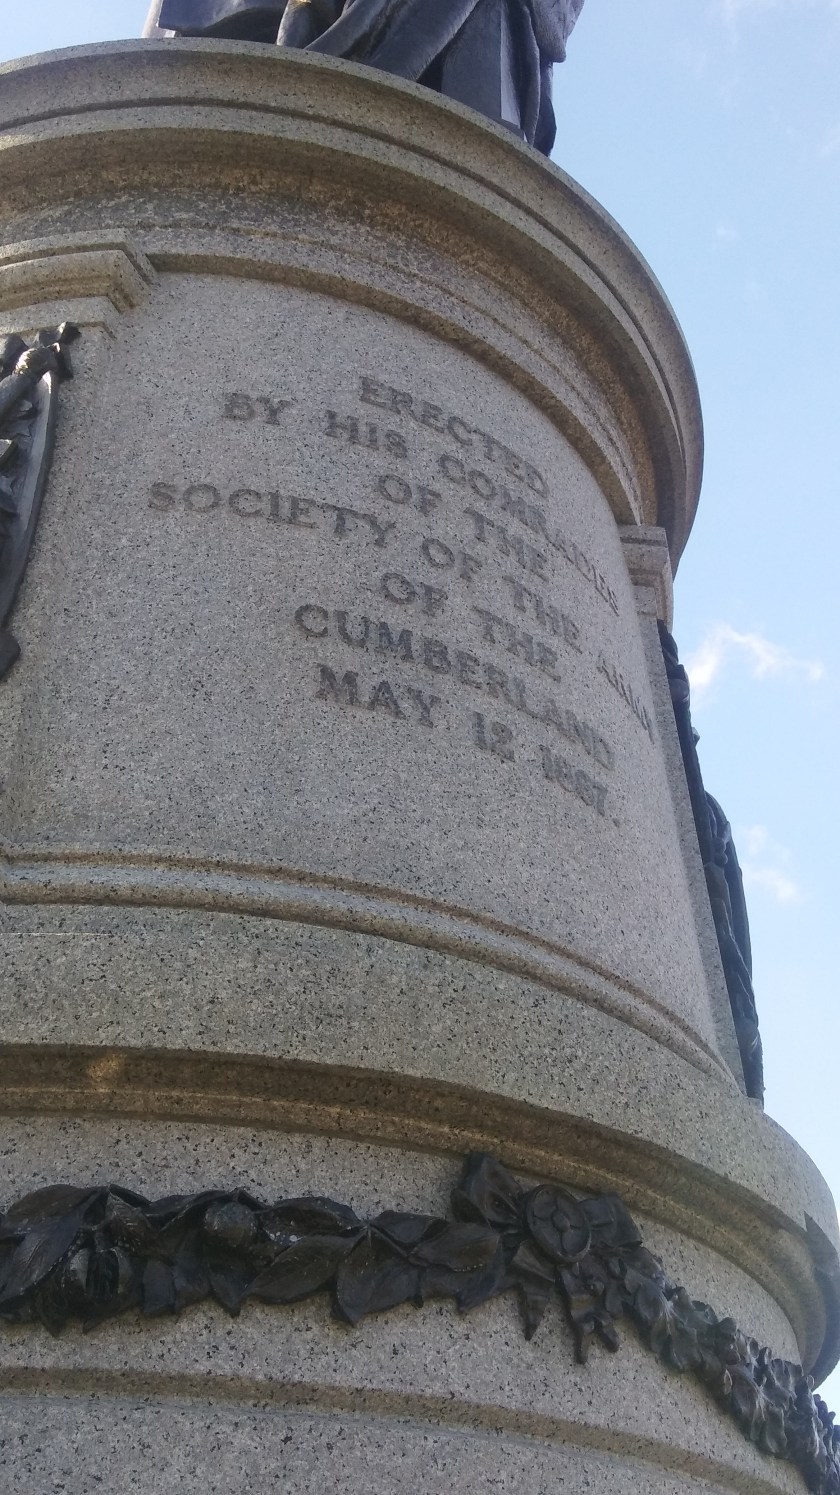 ERECTED
BY HIS COMRADES
OF THE
SOCIETY OF THE ARMY
OF THE
CUMBERLAND
MAY 12 1887.